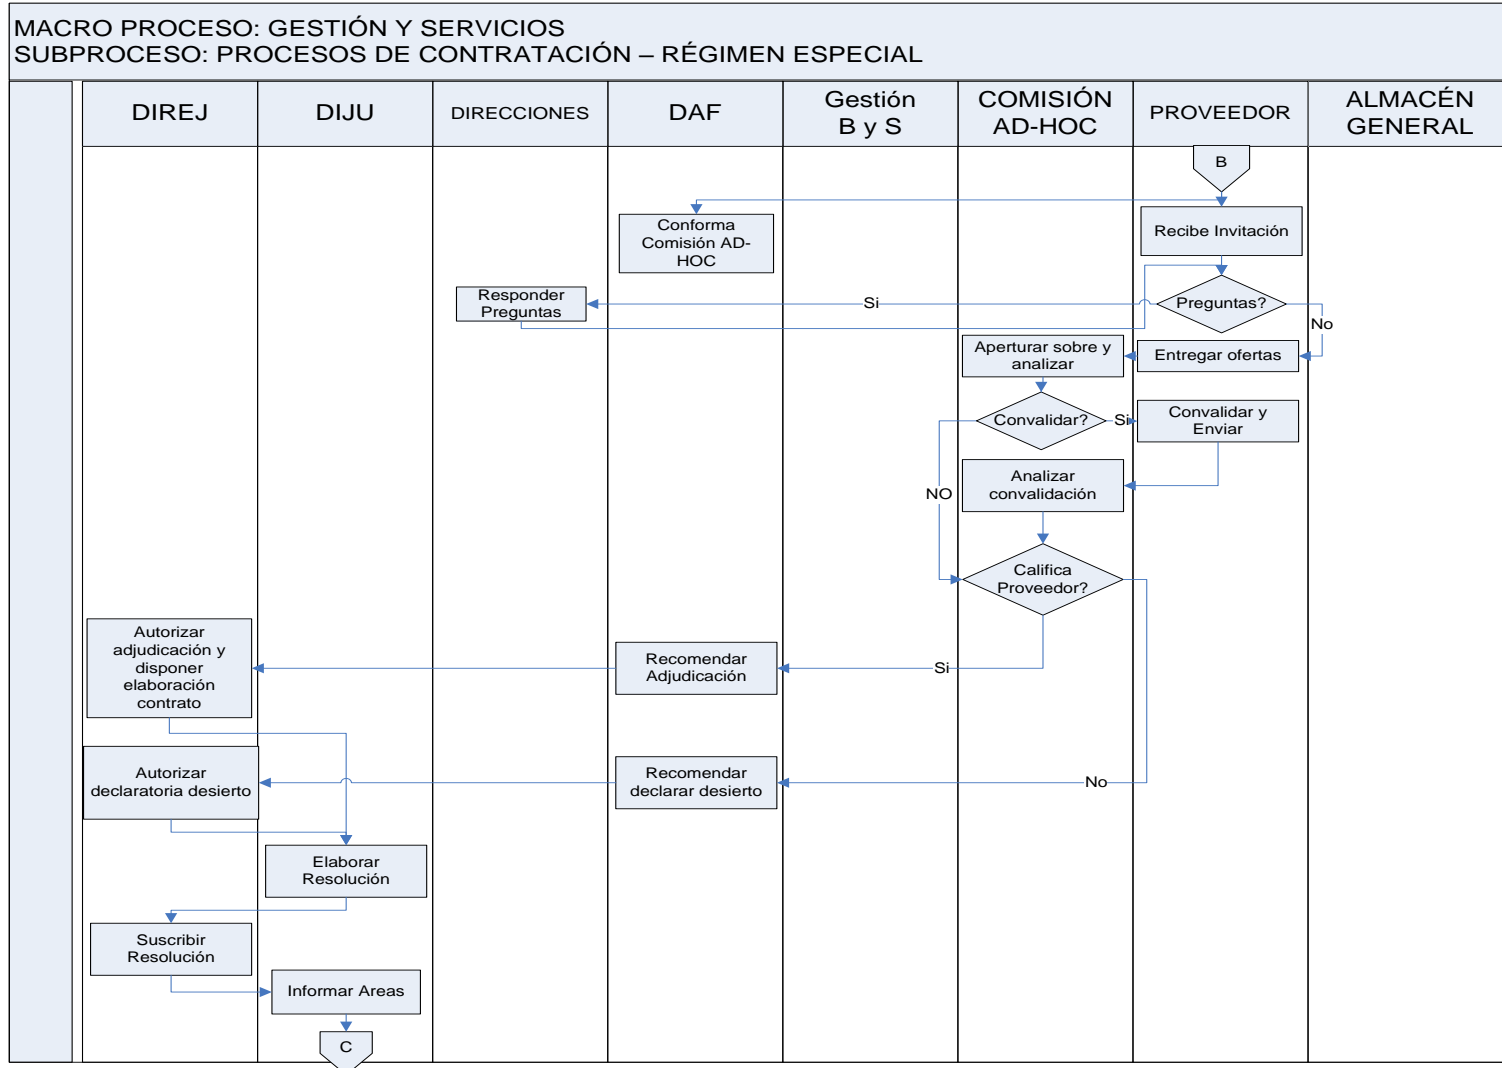 MACRO PROCESO: GESTIÓN Y SERVICIOS
SUBPROCESO: PROCESOS DE CONTRATACIÓN – RÉGIMEN ESPECIAL
DIREJ
DIJU
DIRECCIONES
DAF
Gestión
B y S
COMISIÓN
AD-HOC
PROVEEDOR
ALMACÉN
GENERAL
B
Conforma
Comisión AD-
HOC
Recibe Invitación
Responder
Preguntas
Si
Preguntas?
No
Aperturar sobre y
analizar
Entregar ofertas
Convalidar?
Si
Convalidar y
Enviar
NO
Analizar
convalidación
Califica
Proveedor?
Autorizar
adjudicación y
disponer
elaboración
contrato
Recomendar
Adjudicación
Si
Autorizar
declaratoria desierto
Recomendar
declarar desierto
No
Elaborar
Resolución
Suscribir
Resolución
Informar Areas
C